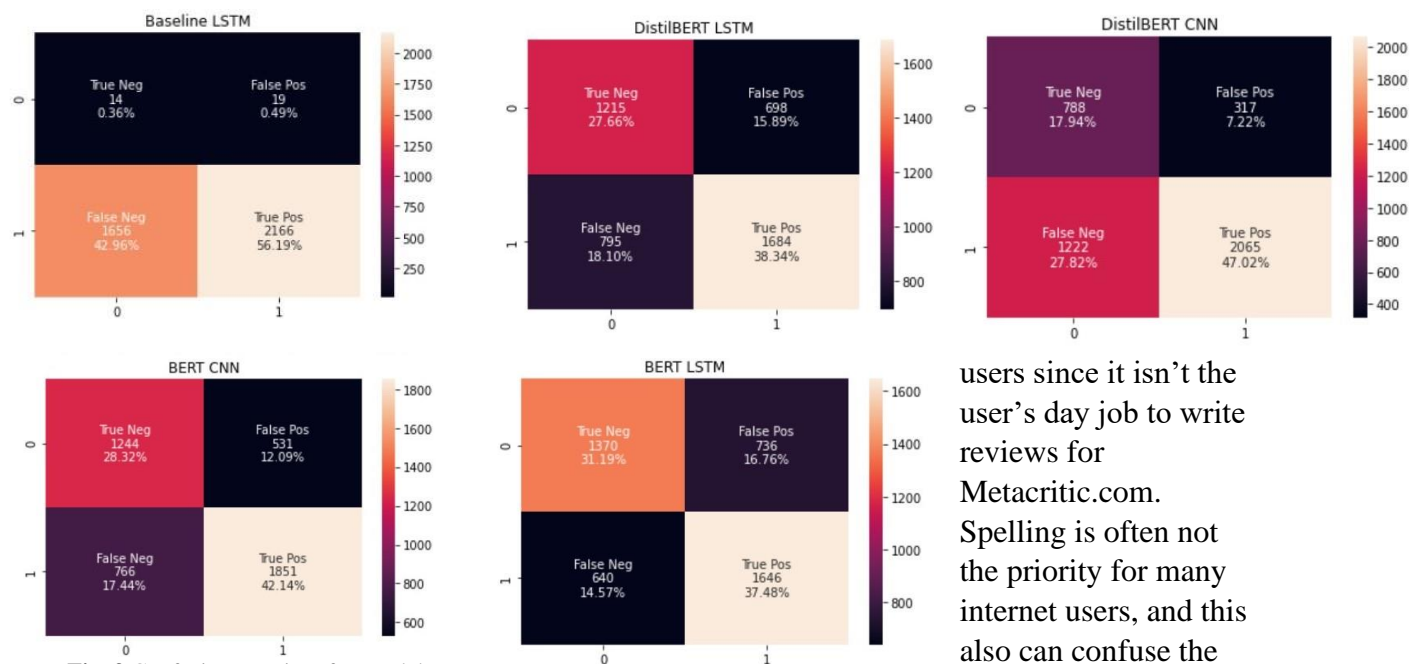 Baseline LSTM
True Neg
14
0.36%
False Pos
19
0.49%
False Neg
1656
42.96%
True Pos
2166
56.19%
0
1
0
1
2000
1750
1500
1250
1000
750
500
250
DistilBERT LSTM
True Neg
1215
27.66%
False Pos
698
15.89%
False Neg
795
18.10%
True Pos
1684
38.34%
0
1
0
1
1600
1400
1200
1000
800
DistilBERT CNN
True Neg
788
17.94%
False Pos
317
7.22%
False Neg
1222
27.82%
True Pos
2065
47.02%
0
1
0
1
2000
1800
1600
1400
1200
1000
800
600
400
BERT CNN
True Neg
1244
28.32%
False Pos
531
12.09%
False Neg
766
17.44%
True Pos
1851
42.14%
0
1
0
1
1800
1600
1400
1200
1000
800
600
BERT LSTM
True Neg
1370
31.19%
False Pos
736
16.76%
False Neg
640
14.57%
True Pos
1646
37.48%
0
1
0
1
1600
1400
1200
1000
800
users since it isn’t the
user’s day job to write
reviews for
Metacritic.com.
Spelling is often not
the priority for many
internet users, and this
also can confuse the